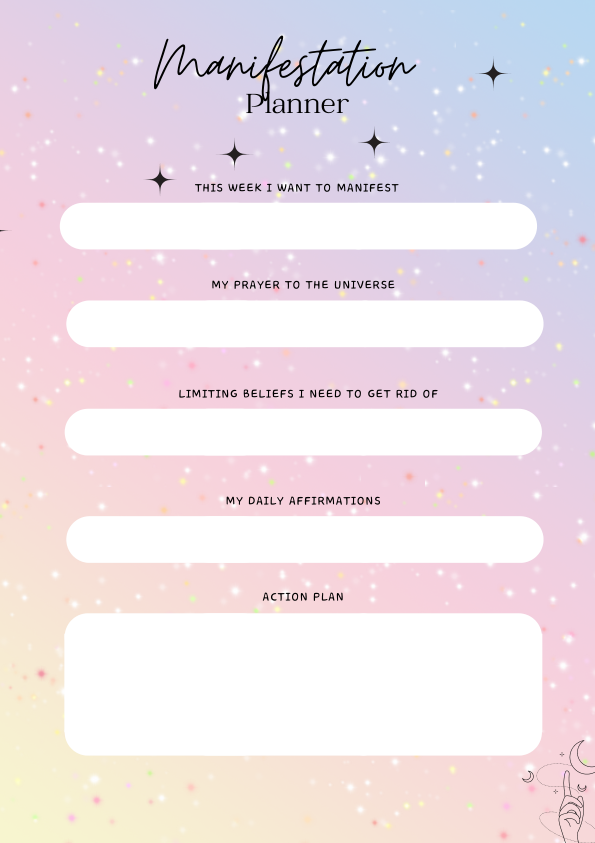 Manifestation
Planner
THIS WEEK I WANT TO MANIFEST
MY PRAYER TO THE UNIVERSE
LIMITING BELIEFS I NEED TO GET RID OF
MY DAILY AFFIRMATIONS
ACTION PLAN